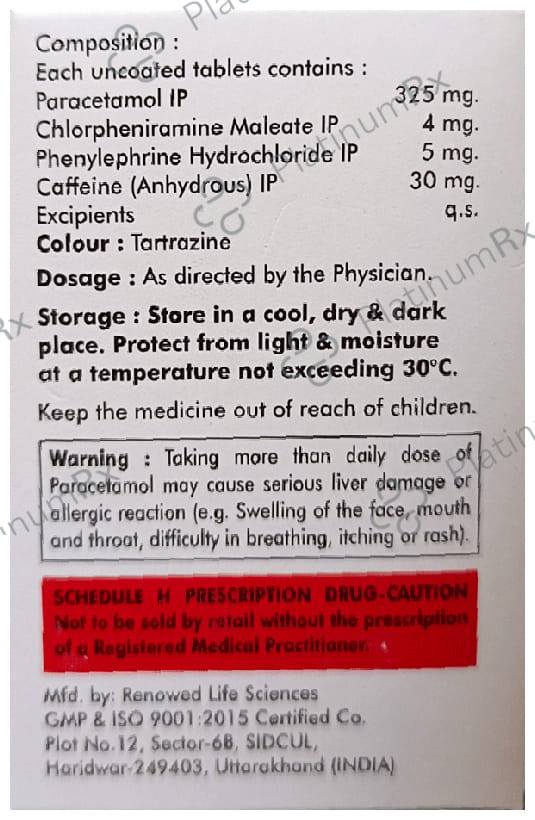 Composition :
Each uncoated tablets contains :
Paracetamol IP 325 mg.
Chlorpheniramine Maleate IP 4 mg.
Phenylephrine Hydrochloride IP 5 mg.
Caffeine (Anhydrous) IP 30 mg.
Excipients q.s.
Colour : Tartrazine
Dosage : As directed by the Physician.
Storage : Store in a cool, dry & dark
place. Protect from light & moisture
at a temperature not exceeding 30°C.
Keep the medicine out of reach of children.
Warning : Taking more than daily dose of
Paracetamol may cause serious liver damage or
allergic reaction (e.g. Swelling of the face, mouth
and throat, difficulty in breathing, itching or rash).
SCHEDULE H PRESCRIPTION DRUG-CAUTION
Not to be sold by retail without the prescription
of a Registered Medical Practitioner.
Mfd. by: Renowed Life Sciences
GMP & ISO 9001:2015 Certified Co.
Plot No.12, Sector-6B, SIDCUL,
Haridwar-249403, Uttarakhand (INDIA)
PlatinumRx
PlatinumRx
PlatinumRx